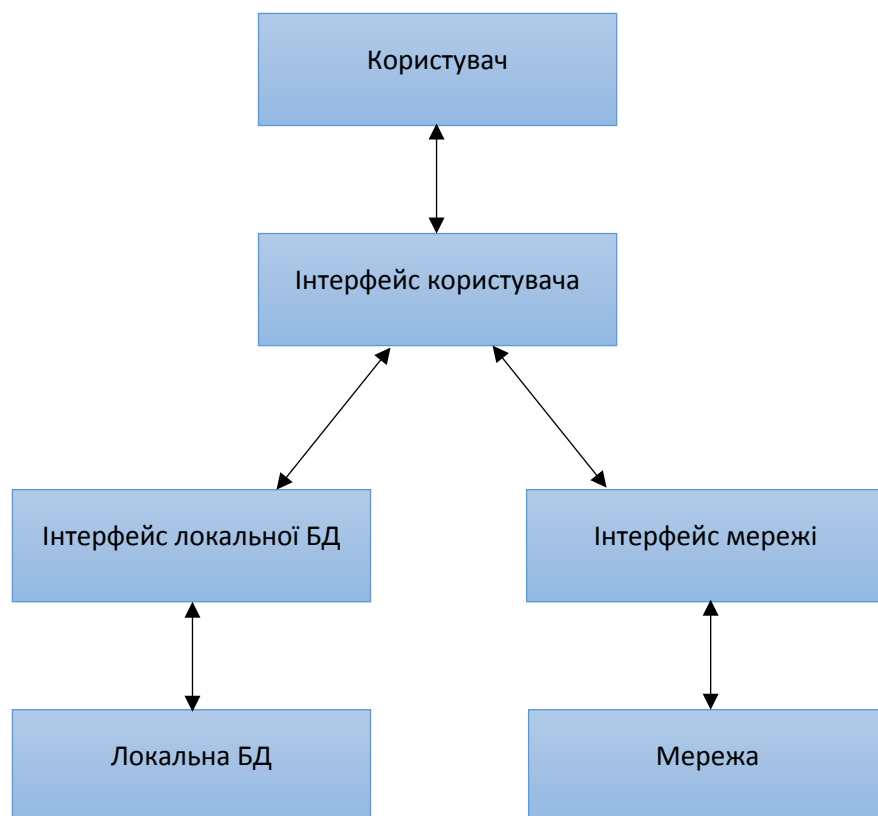 Користувач
Інтерфейс користувача
Інтерфейс локальної БД
Інтерфейс мережі
Локальна БД
Мережа